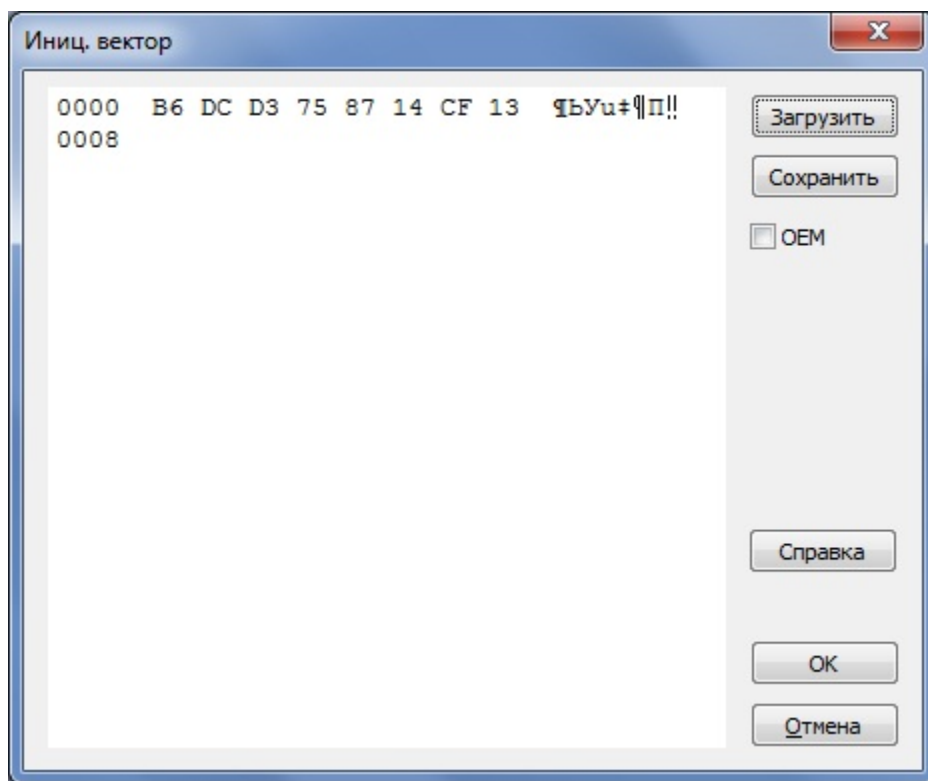 Иниц. вектор
0000 B6 DC D3 75 87 14 CF 13 ¶ЬУu‡¶П‼
0008
Загрузить
Сохранить
OEM
Справка
OK
Отмена